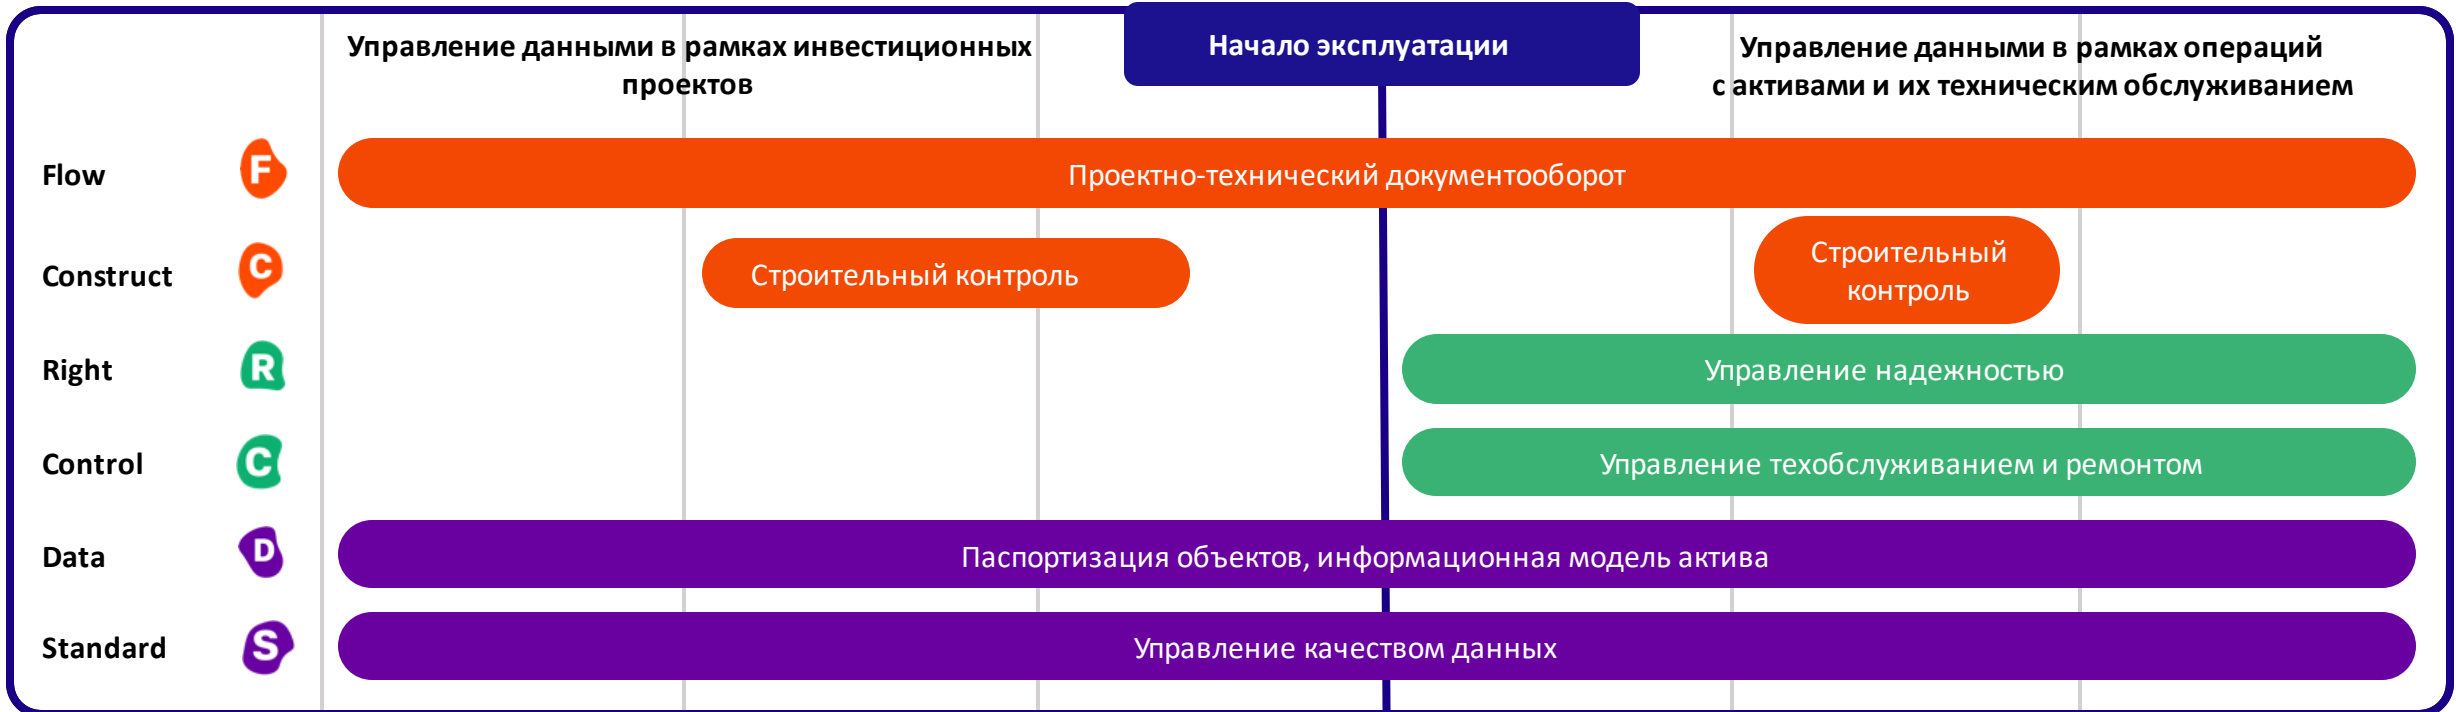 Управление данными в рамках инвестиционных
проектов
Начало эксплуатации
Управление данными в рамках операций
с активами и их техническим обслуживанием
Flow
F
Проектно-технический документооборот
Construct
C
Строительный контроль
Строительный
контроль
Right
R
Управление надежностью
Control
C
Управление техобслуживанием и ремонтом
Data
D
Паспортизация объектов, информационная модель актива
Standard
S
Управление качеством данных